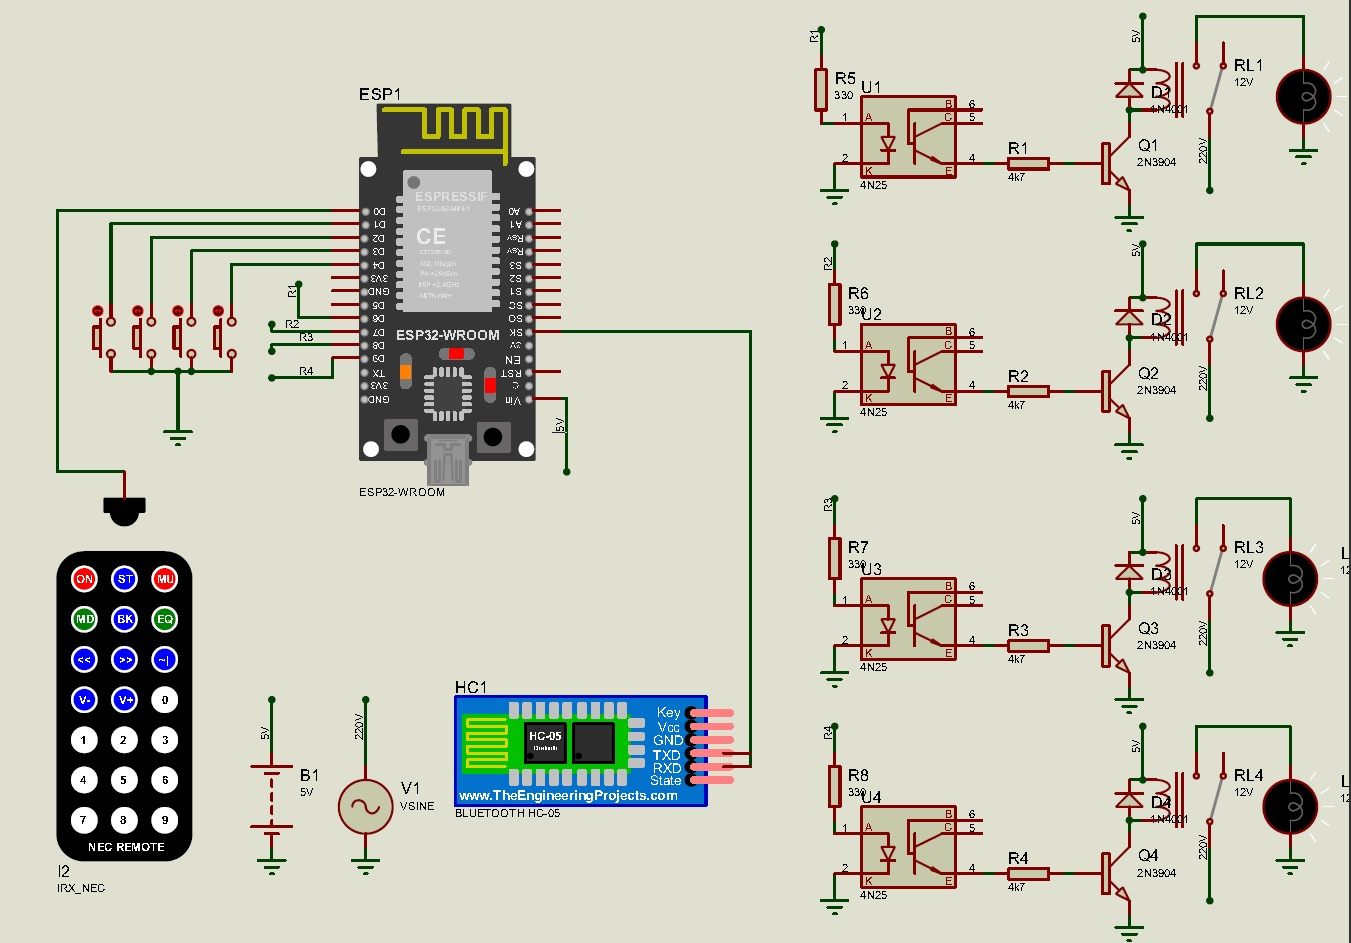 ESP1
ESPRESSIF
ESP32-S2-MINI-1
CE
ESP32-WROOM
D0
D1
D2
D3
D4
3V3
GND
D5
D6
D7
D8
D9
TX
3V3
GND
A0
A1
RsV
RsV
S3
S2
S1
SC
SO
SK
EN
RST
Vin
5V
ESP32-WROOM
R1
R2
R3
R4
ON
ST
MU
MD
BK
EQ
<<
>>
~|
V-
V+
0
1
2
3
4
5
6
7
8
9
NEC REMOTE
I2
IRX_NEC
5V
B1
5V
220V
V1
VSINE
HC1
HC-05
Bluetooth
Key
Vcc
GND
TXD
RXD
State
www.TheEngineeringProjects.com
BLUETOOTH HC-05
R1
R5
330
U1
1
A
2
K
B
6
C
5
E
4
4N25
R1
4k7
Q1
2N3904
5V
D1
1N4001
RL1
12V
220V
R2
R6
330
U2
1
A
2
K
B
6
C
5
E
4
4N25
R2
4k7
Q2
2N3904
5V
D2
1N4001
RL2
12V
220V
R3
R7
330
U3
1
A
2
K
B
6
C
5
E
4
4N25
R3
4k7
Q3
2N3904
5V
D3
1N4001
RL3
12V
220V
L
12
R4
R8
330
U4
1
A
2
K
B
6
C
5
E
4
4N25
R4
4k7
Q4
2N3904
5V
D4
1N4001
RL4
12V
220V
L
12